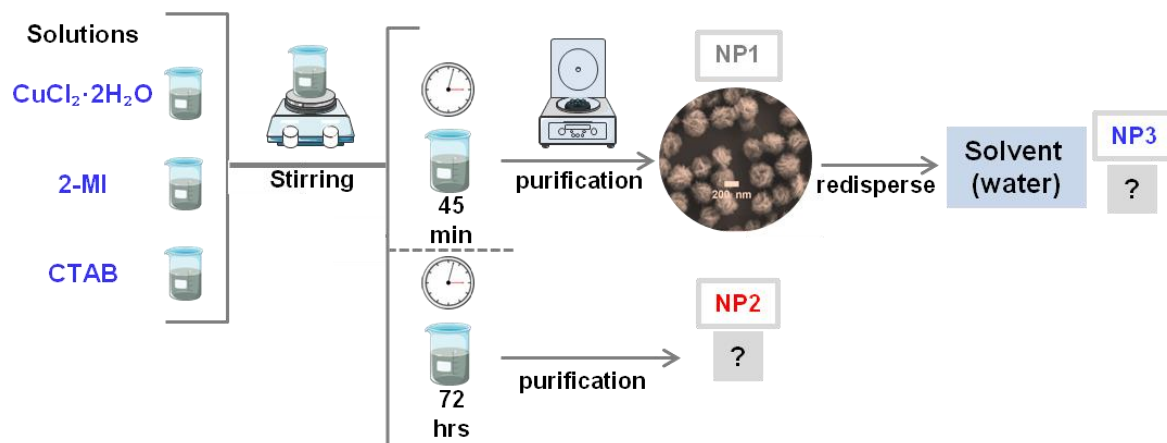 Solutions
CuCl₂·2H₂O
2-MI
CTAB
Stirring
45
min
purification
NP1
200 nm
redisperse
Solvent
(water)
NP3
?
72
hrs
purification
NP2
?